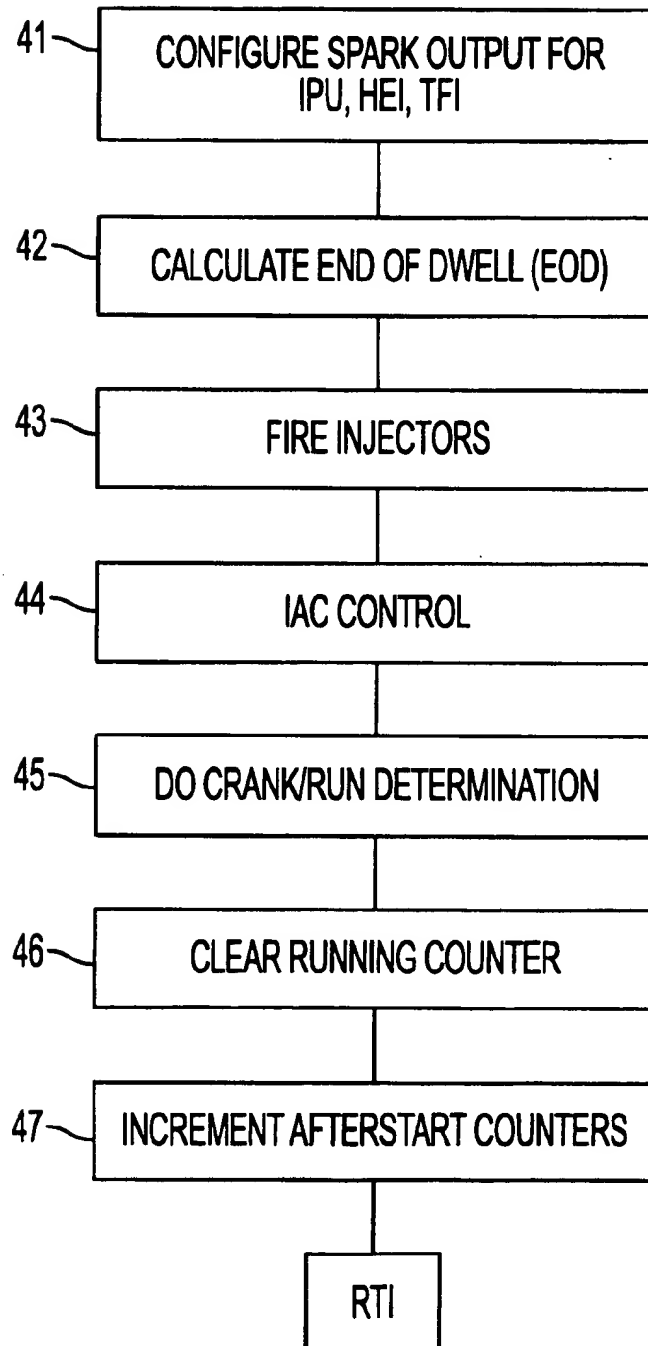 41
CONFIGURE SPARK OUTPUT FOR
IPU, HEI, TFI
42
CALCULATE END OF DWELL (EOD)
43
FIRE INJECTORS
44
IAC CONTROL
45
DO CRANK/RUN DETERMINATION
46
CLEAR RUNNING COUNTER
47
INCREMENT AFTERSTART COUNTERS
RTI